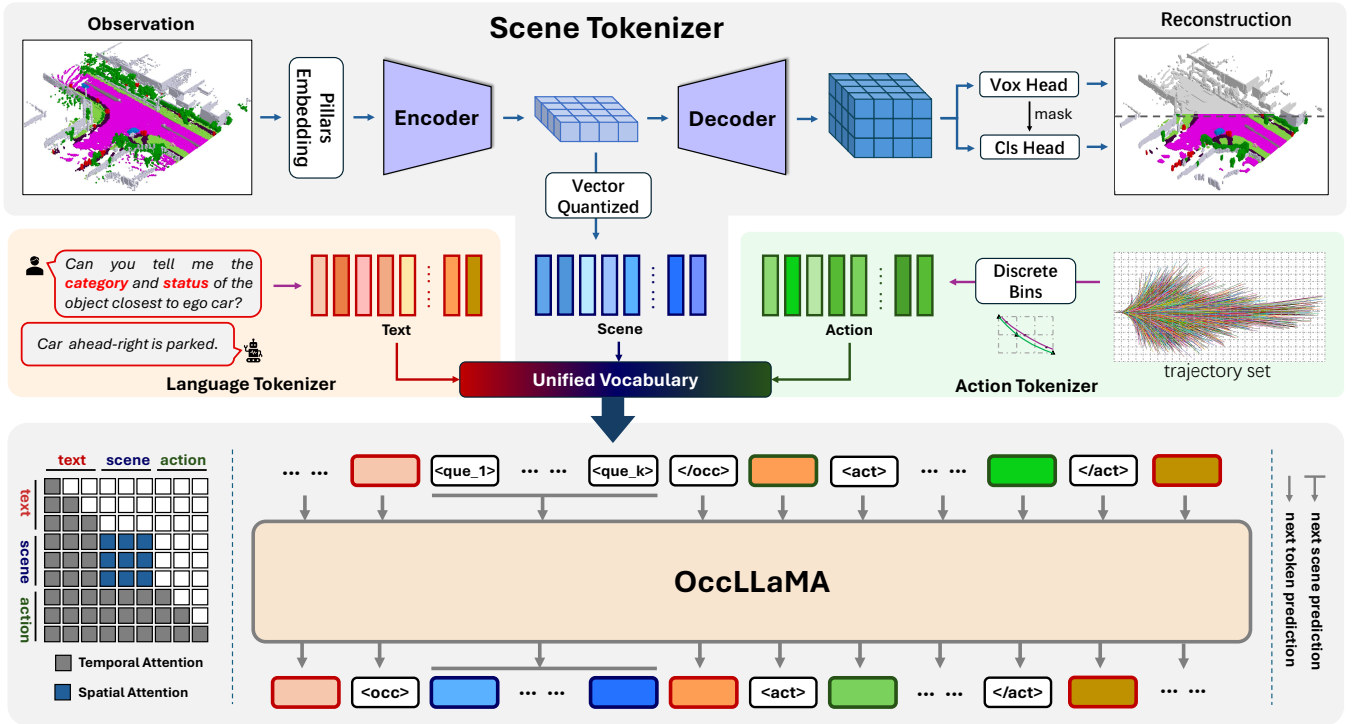 Observation
Scene Tokenizer
Reconstruction
Pillars
Embedding
Encoder
Decoder
Vox Head
mask
Cls Head
Vector
Quantized
Can you tell me the
category and status of the
object closest to ego car?
Car ahead-right is parked.
Language Tokenizer
Text
Scene
Action
Discrete
Bins
Action Tokenizer
trajectory set
Unified Vocabulary
text scene action
text
scene
action
Temporal Attention
Spatial Attention
... ... <que_1> ... ... <que_k> </occ> <act> ... ... </act>
OccLLaMA
<occ> ... ... <act> ... ... </act> ... ...
next token prediction
next scene prediction